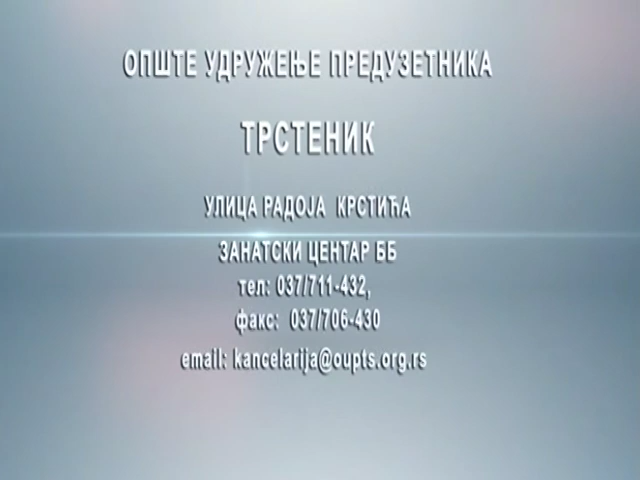 ОПШТЕ УДРУЖЕЊЕ ПРЕДУЗЕТНИКА
ТРСТЕНИК
УЛИЦА РАДОЈА КРСТИЋА
ЗАНАТСКИ ЦЕНТАР ББ
тел: 037/711-432,
факс: 037/706-430
email: kancelarija@oupts.org.rs